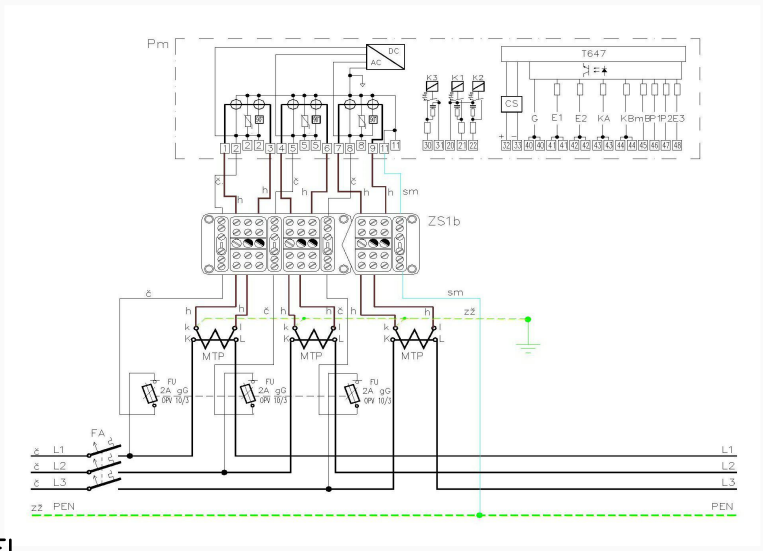 Pm
DC
AC
T647
K3
K1
K2
CS
G
E1
E2
KA
KBm
BP1
P2
E3
+ −
1 2 2 2 3 4 5 5 5 6 7 8 8 9 11 11
30 31 20 21 22
32 33 40 40 41 41 42 42 43 43 44 44 45 46 47 48
č
h
h
č
h
h
č
h
h
sm
ZS1b
č
sm
h
h
č
h
h
č
h
h
zž
k l
K L
MTP
k l
K L
MTP
k l
K L
MTP
FU
2A gG
OPV 10/3
FU
2A gG
OPV 10/3
FU
2A gG
OPV 10/3
FA
č L1
L1
č L2
L2
č L3
L3
zž PEN
PEN